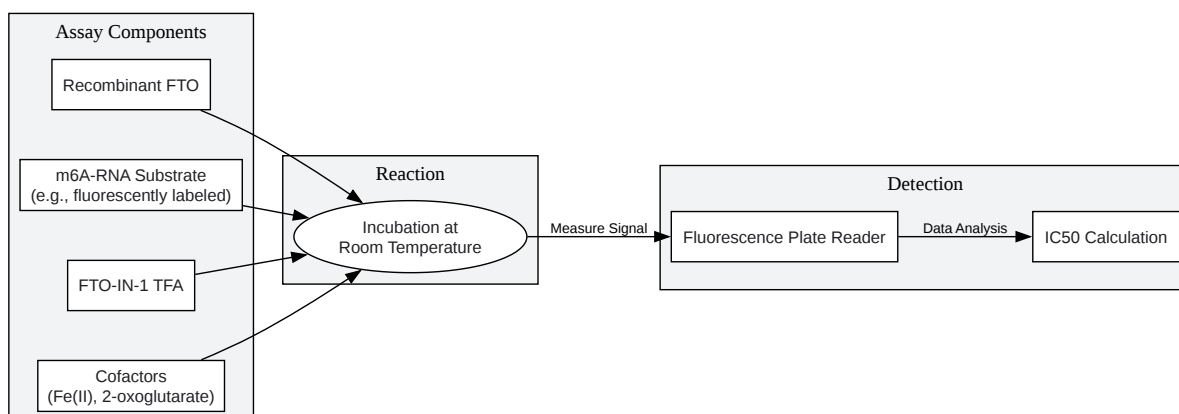 Assay Components
Recombinant FTO
m6A-RNA Substrate
(e.g., fluorescently labeled)
FTO-IN-1 TFA
Cofactors
(Fe(II), 2-oxoglutarate)
Reaction
Incubation at
Room Temperature
Measure Signal
Detection
Fluorescence Plate Reader
Data Analysis
IC50 Calculation